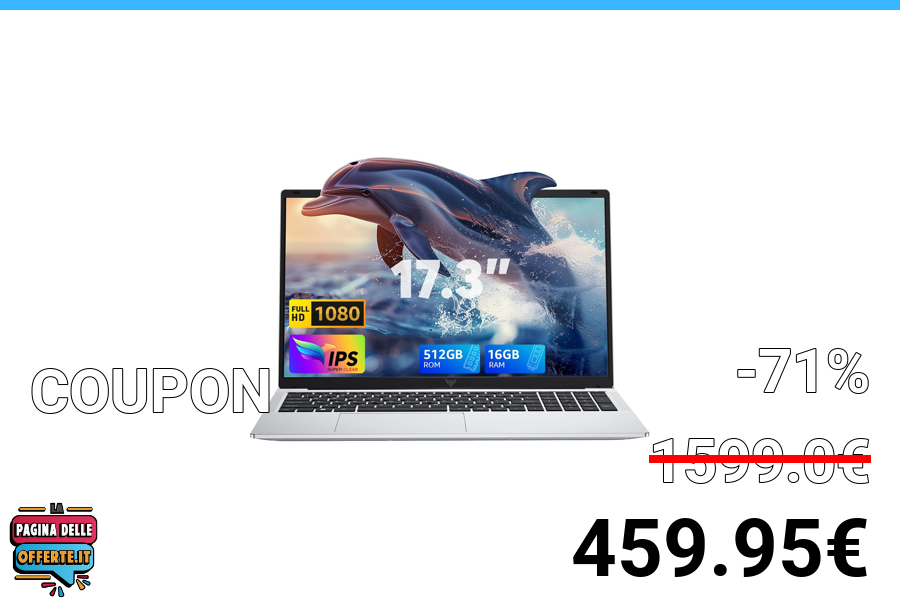 17.3"
FULL HD 1080
IPS
SUPER CLEAR
512GB
ROM
16GB
RAM
COUPON
-71%
1599.0€
459.95€
LA
PAGINA DELLE
OFFERTE.IT